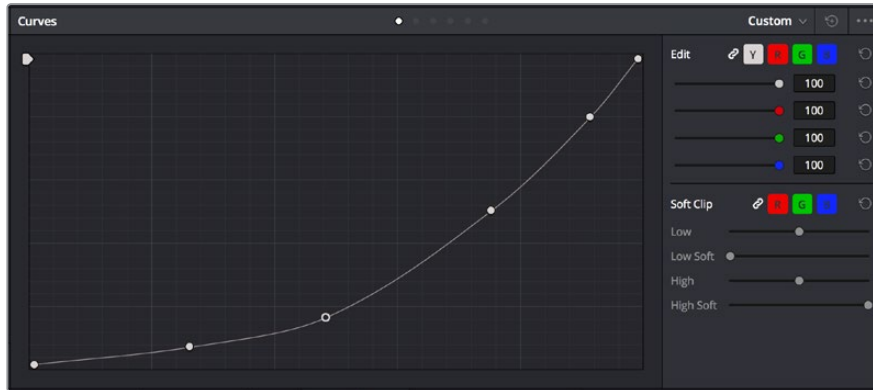 Curves
Custom
Edit
Y R G B
100
100
100
100
Soft Clip
R G B
Low
Low Soft
High
High Soft